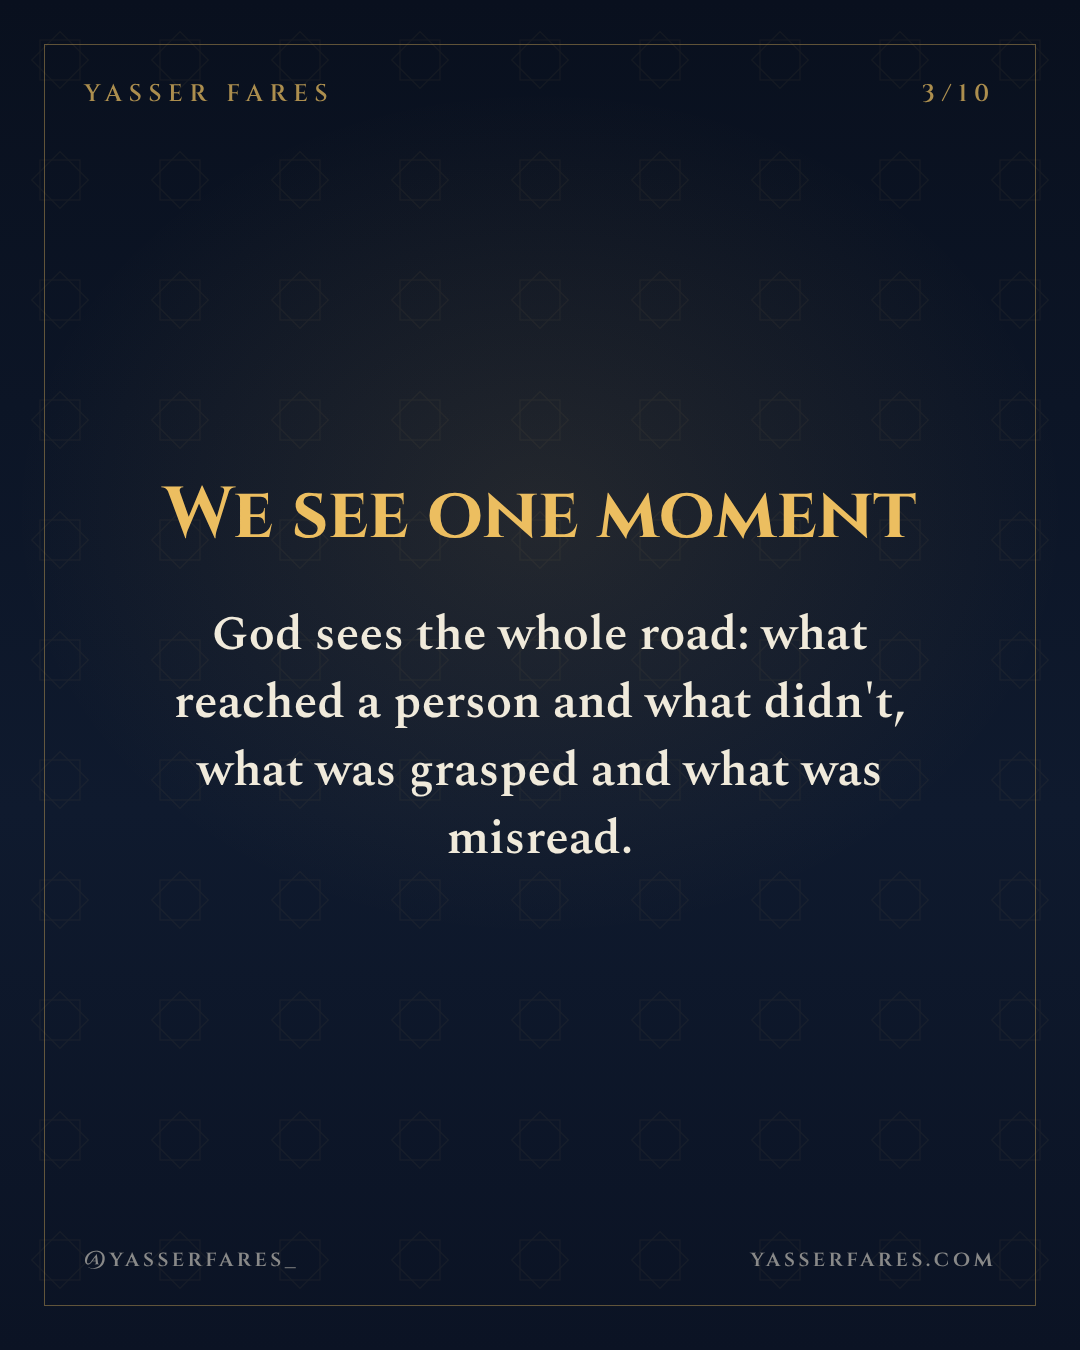 YASSER FARES
3/10
We see one moment
God sees the whole road: what
reached a person and what didn't,
what was grasped and what was
misread.
@YASSERFARES_
YASSERFARES.COM